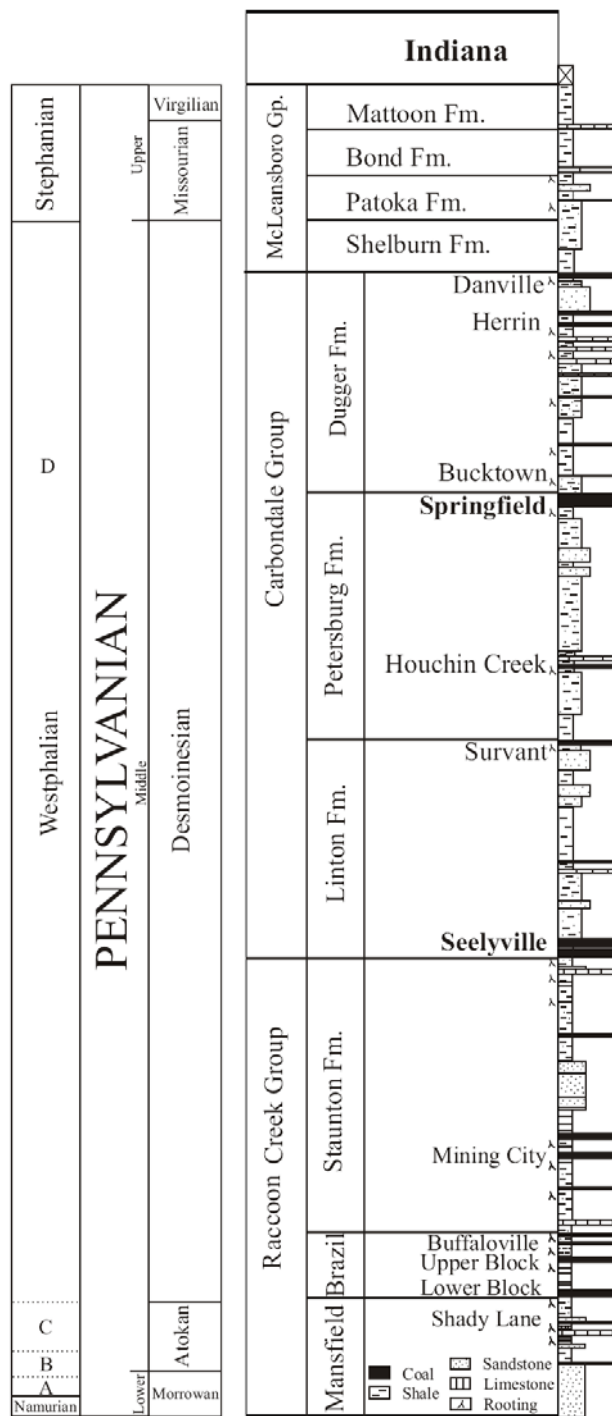 Indiana
Stephanian
Westphalian
D
C
B
A
Namurian
PENNSYLVANIAN
Upper
Middle
Lower
Virgilian
Missourian
Desmoinesian
Atokan
Morrowan
McLeansboro Gp.
Mattoon Fm.
Bond Fm.
Patoka Fm.
Shelburn Fm.
Carbondale Group
Dugger Fm.
Danville
Herrin
Bucktown
Petersburg Fm.
Springfield
Houchin Creek
Linton Fm.
Survant
Seelyville
Raccoon Creek Group
Staunton Fm.
Mining City
Brazil
Buffaloville
Upper Block
Lower Block
Mansfield
Shady Lane
Coal
Shale
Sandstone
Limestone
Rooting